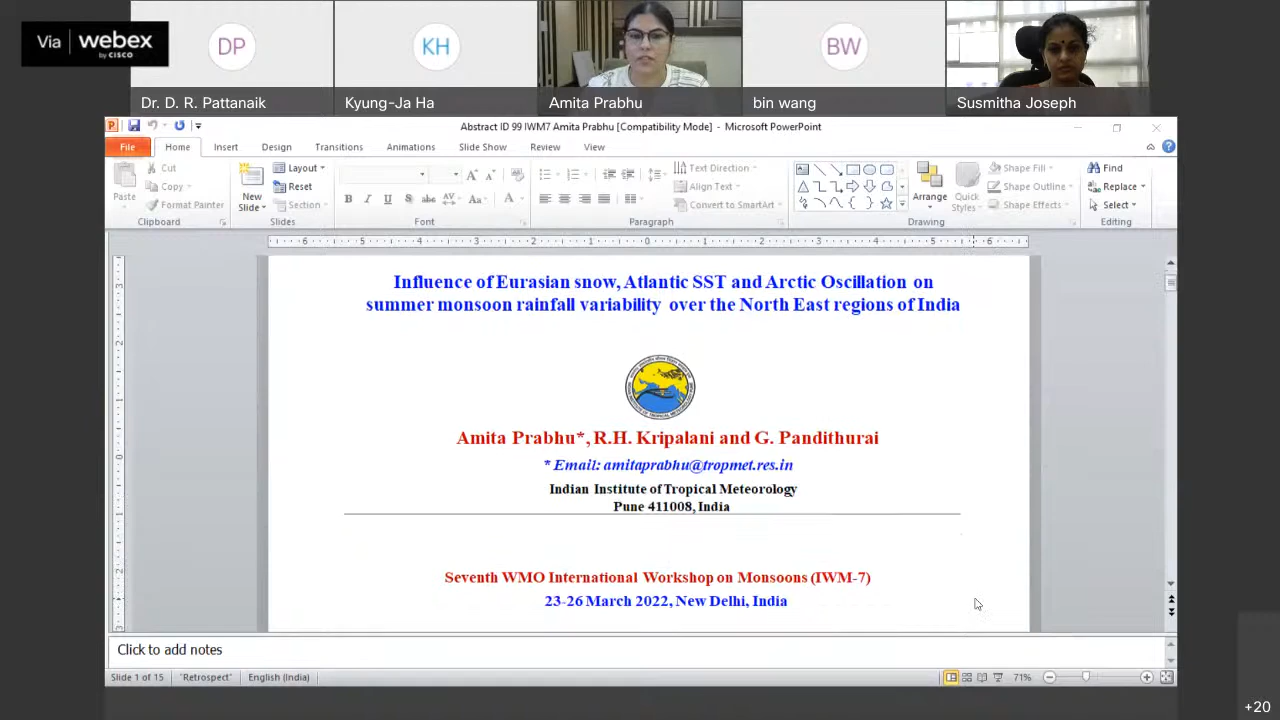 Via webex
by CISCO
DP
KH
BW
Dr. D. R. Pattanaik
Kyung-Ja Ha
Amita Prabhu
bin wang
Susmitha Joseph
Abstract ID 99 IWM7 Amita Prabhu [Compatibility Mode] - Microsoft PowerPoint
File Home Insert Design Transitions Animations Slide Show Review View
Paste
Cut
Copy
Format Painter
Clipboard
New Slide
Layout
Reset
Section
Slides
Font
Text Direction
Align Text
Convert to SmartArt
Paragraph
Arrange
Quick Styles
Shape Fill
Shape Outline
Shape Effects
Drawing
Find
Replace
Select
Editing
Influence of Eurasian snow, Atlantic SST and Arctic Oscillation on
summer monsoon rainfall variability over the North East regions of India
Amita Prabhu*, R.H. Kripalani and G. Pandithurai
* Email: amitaprabhu@tropmet.res.in
Indian Institute of Tropical Meteorology
Pune 411008, India
Seventh WMO International Workshop on Monsoons (IWM-7)
23-26 March 2022, New Delhi, India
Click to add notes
Slide 1 of 15 "Retrospect" English (India) 71%
+20